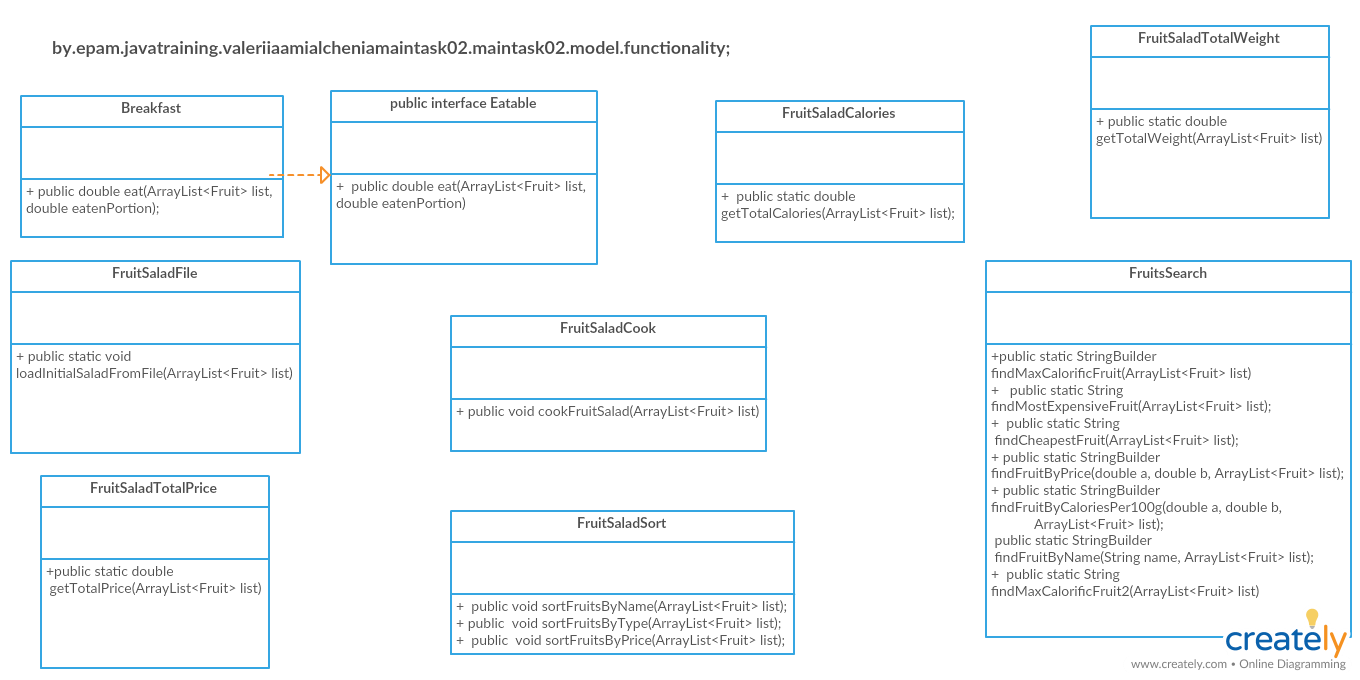 by.epam.javatraining.valeriiaamialcheniamaintask02.maintask02.model.functionality;
Breakfast
+ public double eat(ArrayList<Fruit> list,
double eatenPortion);
public interface Eatable
+  public double eat(ArrayList<Fruit> list,
double eatenPortion)
FruitSaladCalories
+  public static double
getTotalCalories(ArrayList<Fruit> list);
FruitSaladTotalWeight
+ public static double
getTotalWeight(ArrayList<Fruit> list)
FruitSaladFile
+ public static void
loadInitialSaladFromFile(ArrayList<Fruit> list)
FruitSaladCook
+ public void cookFruitSalad(ArrayList<Fruit> list)
FruitsSearch
+public static StringBuilder
findMaxCalorificFruit(ArrayList<Fruit> list)
+   public static String
findMostExpensiveFruit(ArrayList<Fruit> list);
+  public static String
findCheapestFruit(ArrayList<Fruit> list);
+ public static StringBuilder
findFruitByPrice(double a, double b, ArrayList<Fruit> list);
+ public static StringBuilder
findFruitByCaloriesPer100g(double a, double b,
ArrayList<Fruit> list);
public static StringBuilder
findFruitByName(String name, ArrayList<Fruit> list);
+  public static String
findMaxCalorificFruit2(ArrayList<Fruit> list)
FruitSaladTotalPrice
+public static double
getTotalPrice(ArrayList<Fruit> list)
FruitSaladSort
+  public void sortFruitsByName(ArrayList<Fruit> list);
+ public  void sortFruitsByType(ArrayList<Fruit> list);
+  public  void sortFruitsByPrice(ArrayList<Fruit> list);
creately
www.creately.com • Online Diagramming